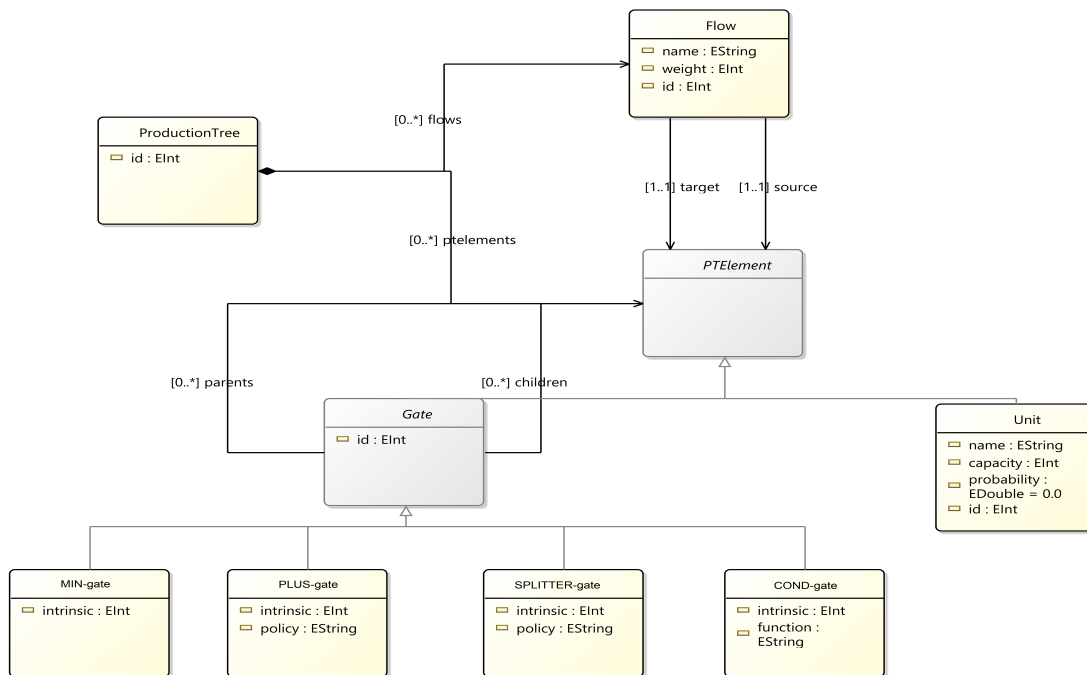 Flow
name : EString
weight : EInt
id : EInt
[0..*] flows
ProductionTree
id : EInt
[1..1] target
[1..1] source
[0..*] ptelements
PTElement
[0..*] parents
[0..*] children
Gate
id : EInt
Unit
name : EString
capacity : EInt
probability :
EDouble = 0.0
id : EInt
MIN-gate
intrinsic : EInt
PLUS-gate
intrinsic : EInt
policy : EString
SPLITTER-gate
intrinsic : EInt
policy : EString
COND-gate
intrinsic : EInt
function :
EString